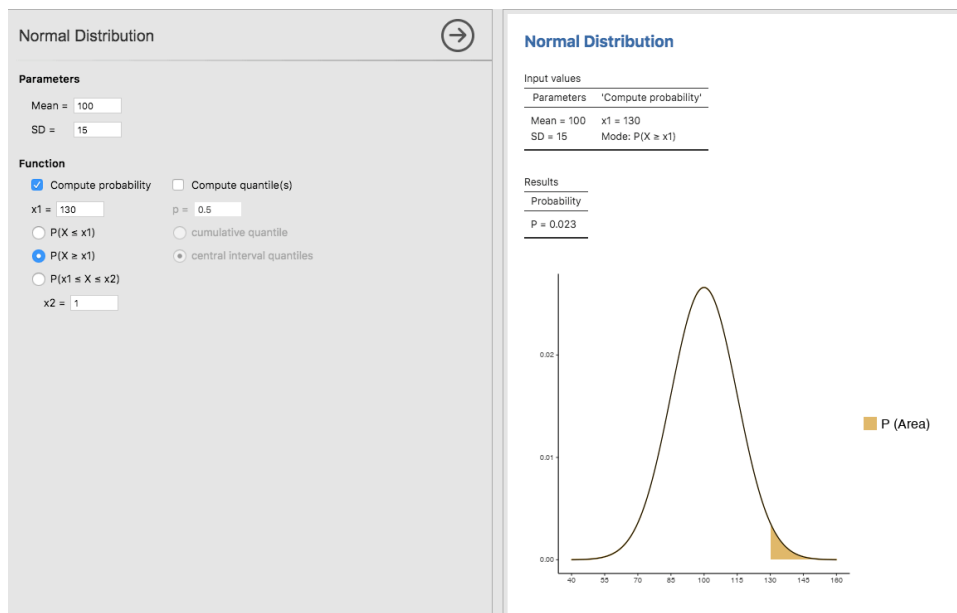 Normal Distribution
Parameters
Mean = 100
SD = 15
Function
Compute probability Compute quantile(s)
x1 = 130 p = 0.5
P(X ≤ x1) cumulative quantile
P(X ≥ x1) central interval quantiles
P(x1 ≤ X ≤ x2)
x2 = 1
Normal Distribution
Input values
Parameters 'Compute probability'
Mean = 100 x1 = 130
SD = 15 Mode: P(X ≥ x1)
Results
Probability
P = 0.023
0.02
0.01
0.00
40 55 70 85 100 115 130 145 160
P (Area)